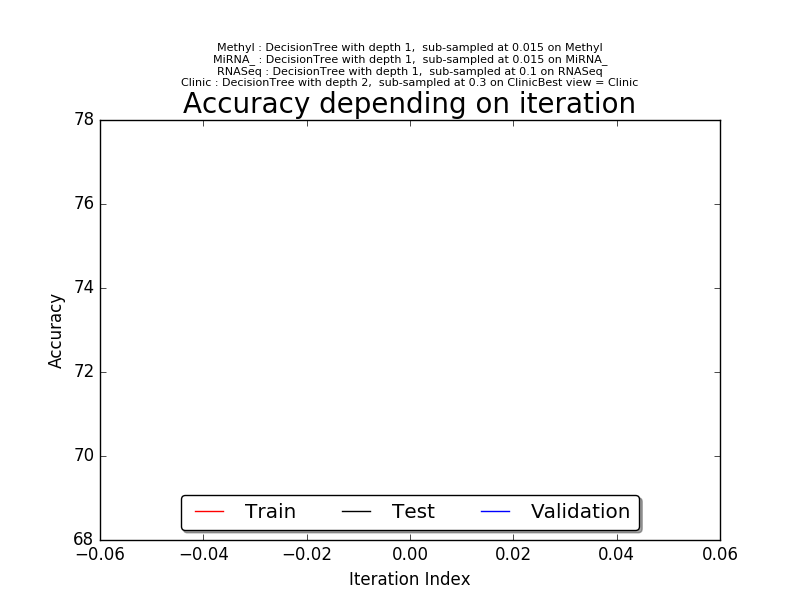 Methyl : DecisionTree with depth 1,  sub-sampled at 0.015 on Methyl
MiRNA_ : DecisionTree with depth 1,  sub-sampled at 0.015 on MiRNA_
RNASeq : DecisionTree with depth 1,  sub-sampled at 0.1 on RNASeq
Clinic : DecisionTree with depth 2,  sub-sampled at 0.3 on ClinicBest view = Clinic
Accuracy depending on iteration
78
76
74
72
70
68
Accuracy
Train Test Validation
−0.06 −0.04 −0.02 0.00 0.02 0.04 0.06
Iteration Index